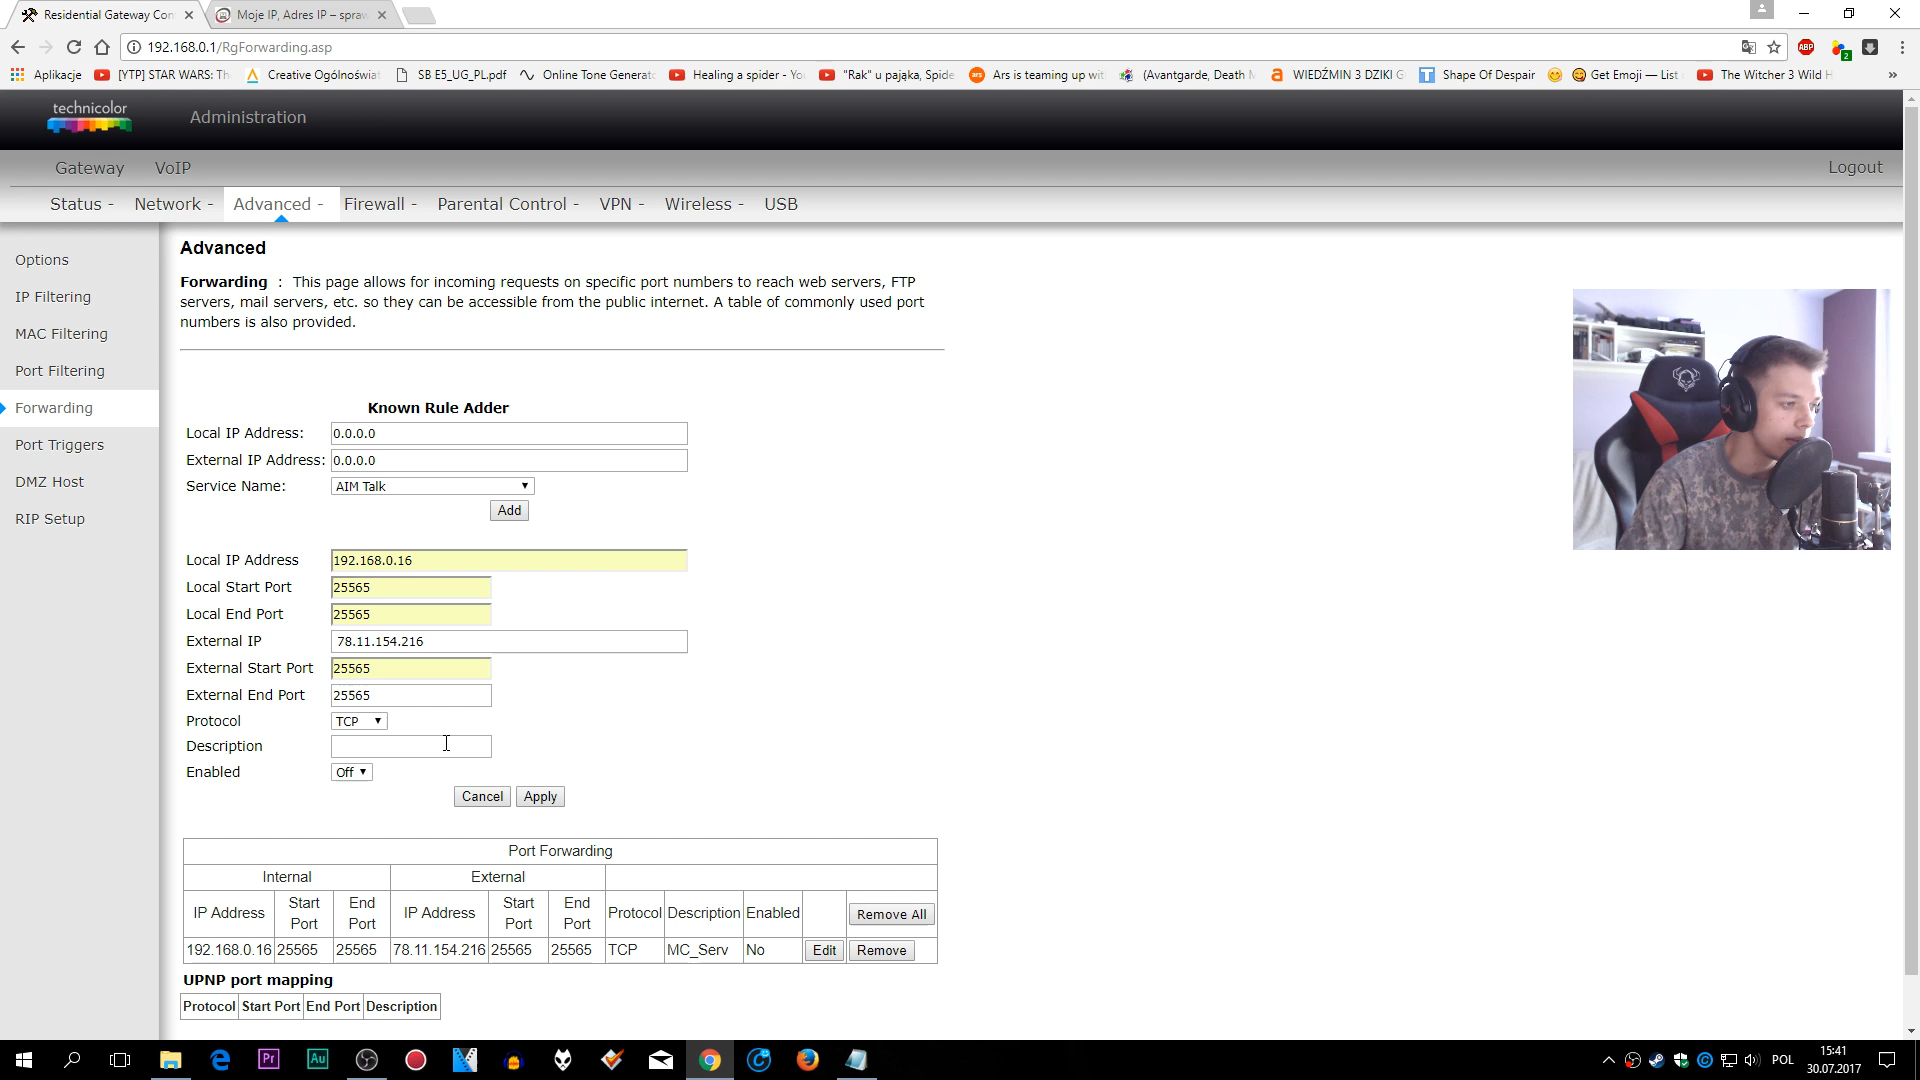 Residential Gateway Con
Moje IP, Adres IP – spraw
192.168.0.1/RgForwarding.asp
ABP
2
Aplikacje
[YTP] STAR WARS: Th
Creative Ogólnoświat
SB E5_UG_PL.pdf
Online Tone Generato
Healing a spider - Yo
"Rak" u pająka, Spide
ars
Ars is teaming up wit
(Avantgarde, Death M
WIEDŹMIN 3 DZIKI G
Shape Of Despair
Get Emoji — List
The Witcher 3 Wild H
»
technicolor
Administration
Gateway
VoIP
Logout
Status -
Network -
Advanced -
Firewall -
Parental Control -
VPN -
Wireless -
USB
Options
IP Filtering
MAC Filtering
Port Filtering
Forwarding
Port Triggers
DMZ Host
RIP Setup
Advanced
Forwarding : This page allows for incoming requests on specific port numbers to reach web servers, FTP
servers, mail servers, etc. so they can be accessible from the public internet. A table of commonly used port
numbers is also provided.
Known Rule Adder
Local IP Address: 0.0.0.0
External IP Address: 0.0.0.0
Service Name: AIM Talk
Add
Local IP Address 192.168.0.16
Local Start Port 25565
Local End Port 25565
External IP 78.11.154.216
External Start Port 25565
External End Port 25565
Protocol TCP
Description
Enabled Off
Cancel Apply
Port Forwarding
Internal External
IP Address Start Port End Port IP Address Start Port End Port Protocol Description Enabled Remove All
192.168.0.16 25565 25565 78.11.154.216 25565 25565 TCP MC_Serv No Edit Remove
UPNP port mapping
Protocol Start Port End Port Description
Pr
Au
POL
15:41
30.07.2017